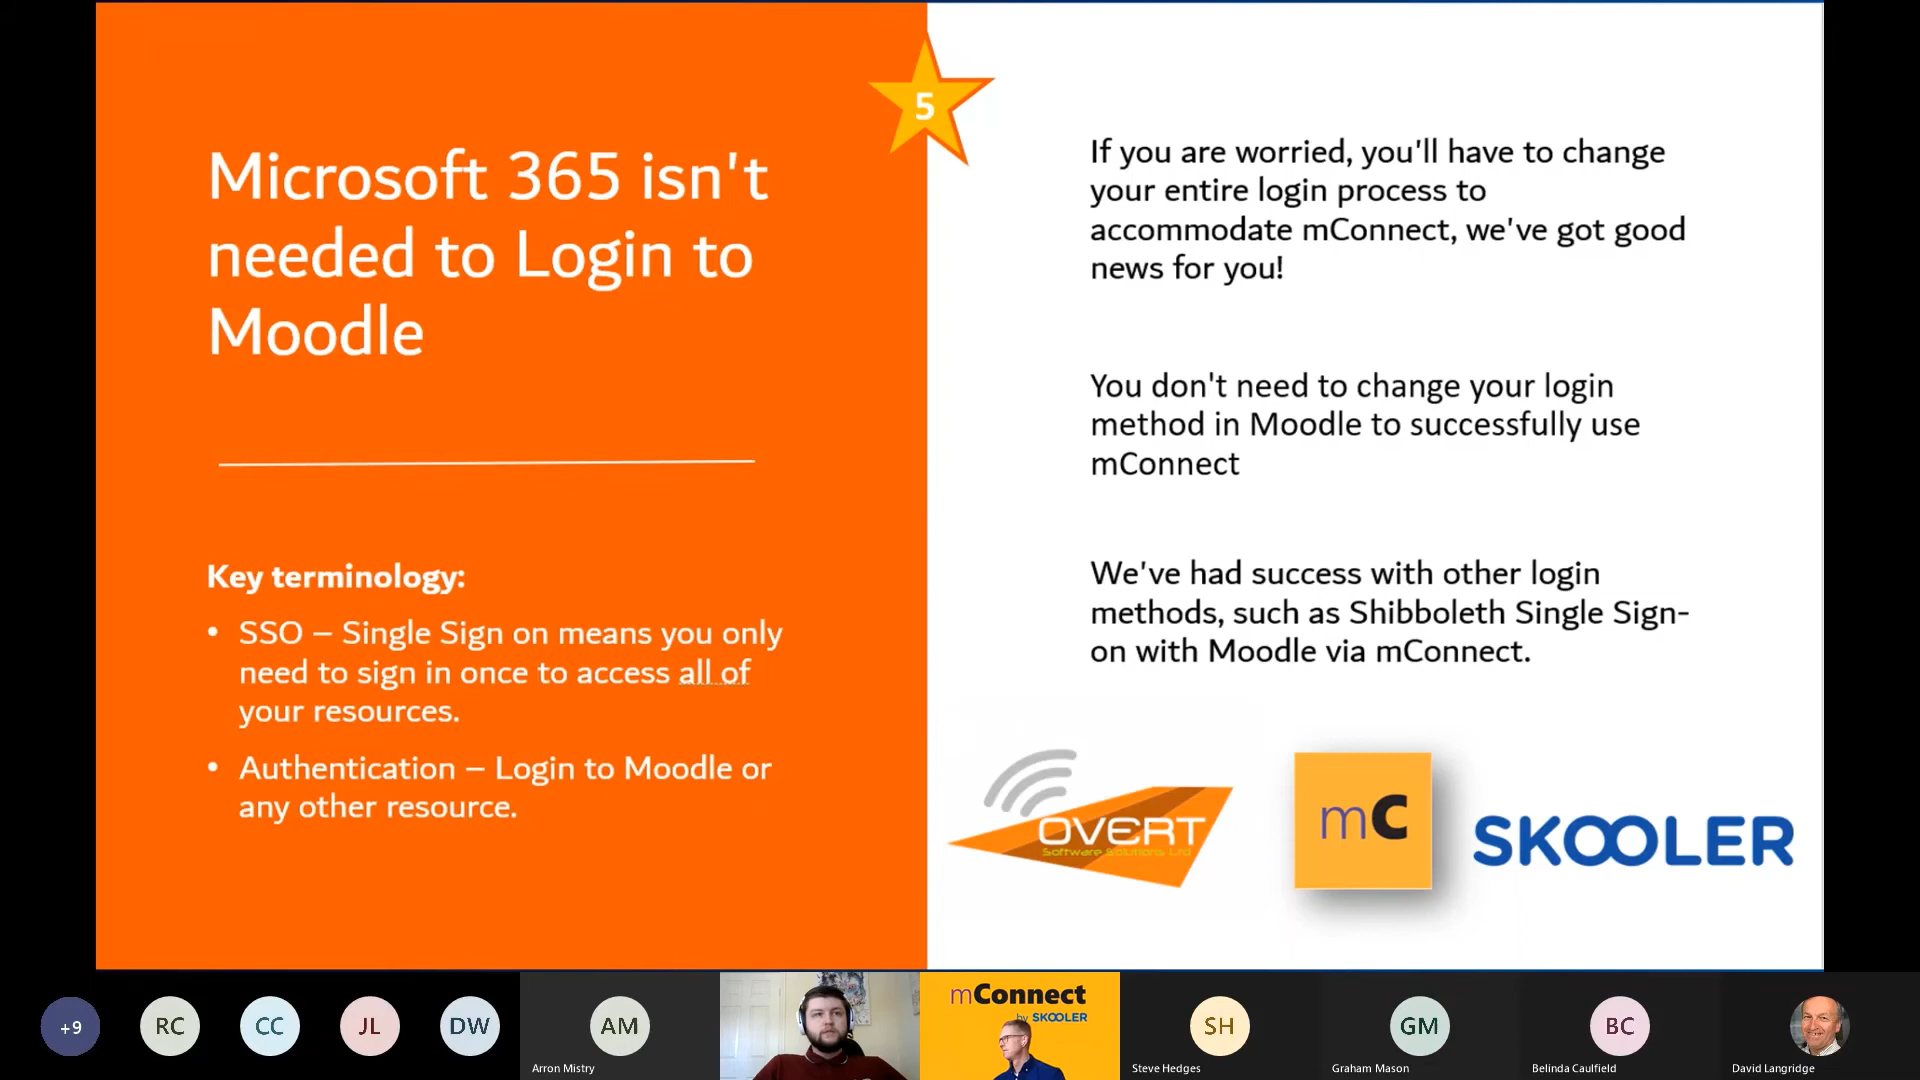 5
Microsoft 365 isn't
needed to Login to
Moodle
Key terminology:
• SSO – Single Sign on means you only
need to sign in once to access all of
your resources.
• Authentication – Login to Moodle or
any other resource.
If you are worried, you'll have to change
your entire login process to
accommodate mConnect, we've got good
news for you!
You don't need to change your login
method in Moodle to successfully use
mConnect
We've had success with other login
methods, such as Shibboleth Single Sign-
on with Moodle via mConnect.
OVERT
Software Solutions Ltd
mC
SKOOLER
+9
RC
CC
JL
DW
AM
Arron Mistry
mConnect
by SKOOLER
SH
Steve Hedges
GM
Graham Mason
BC
Belinda Caulfield
David Langridge